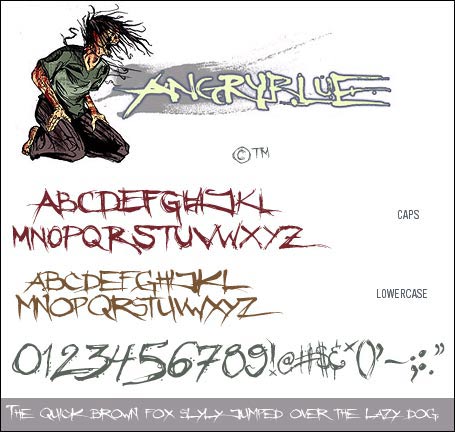 ANGRYBLUE
©™
ABCDEFGHIJKL
CAPS
MNOPQRSTUVWXYZ
ABCDEFGHIJKL
LOWERCASE
MNOPQRSTUVWXYZ
0123456789!@#$&*()'~;:."
THE QUICK BROWN FOX SLYLY JUMPED OVER THE LAZY DOG.